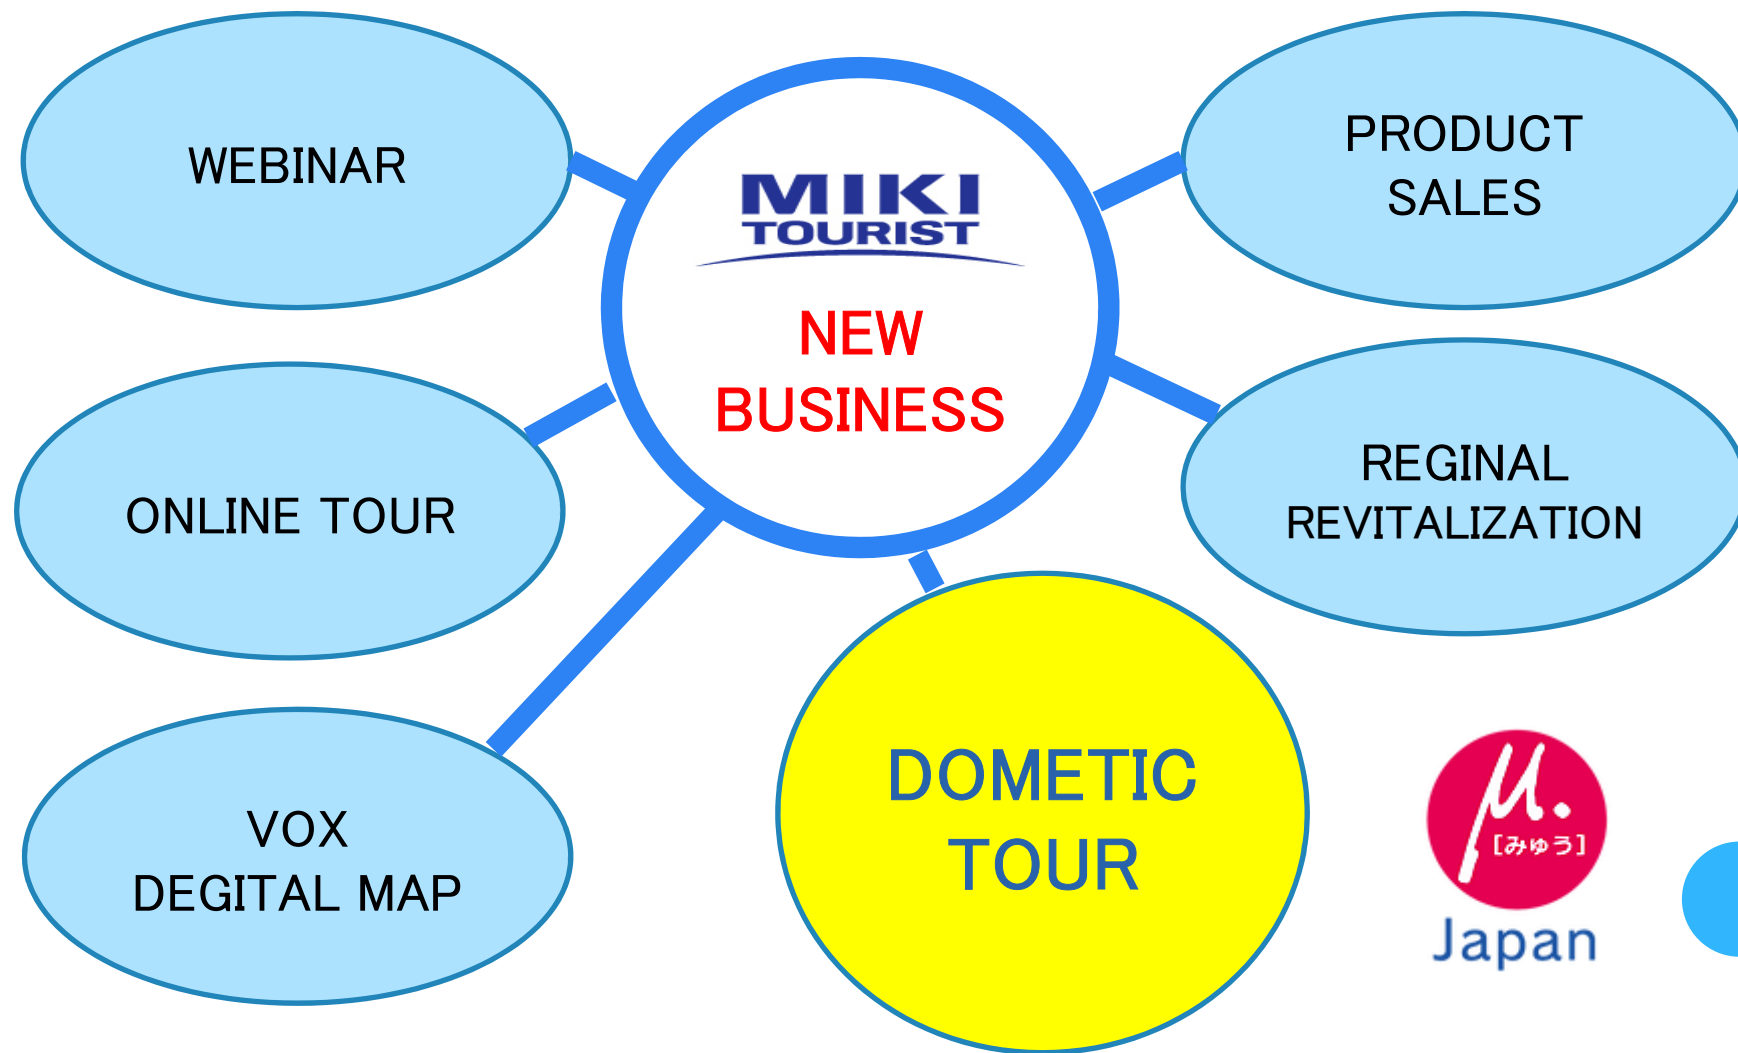 WEBINAR
MIKI
TOURIST
NEW
BUSINESS
PRODUCT
SALES
ONLINE TOUR
REGINAL
REVITALIZATION
VOX
DEGITAL MAP
DOMETIC
TOUR
μ.
[みゅう]
Japan